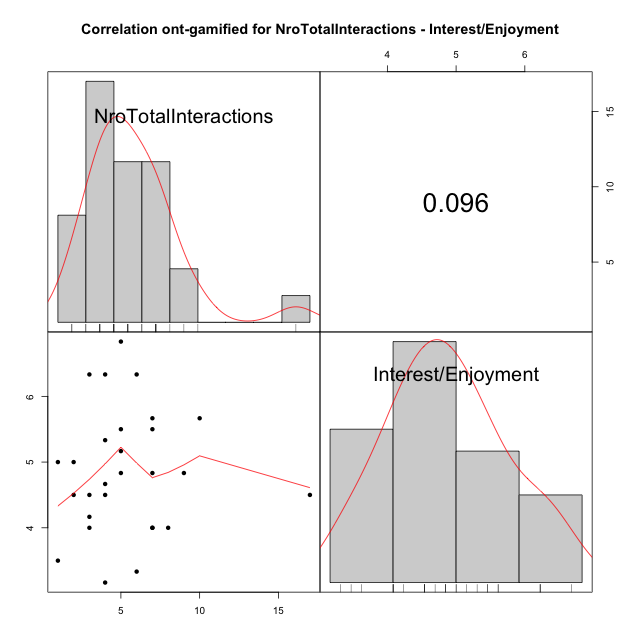 Correlation ont-gamified for NroTotalInteractions - Interest/Enjoyment
4 5 6
NroTotalInteractions
0.096
15
10
5
Interest/Enjoyment
6
5
4
5 10 15